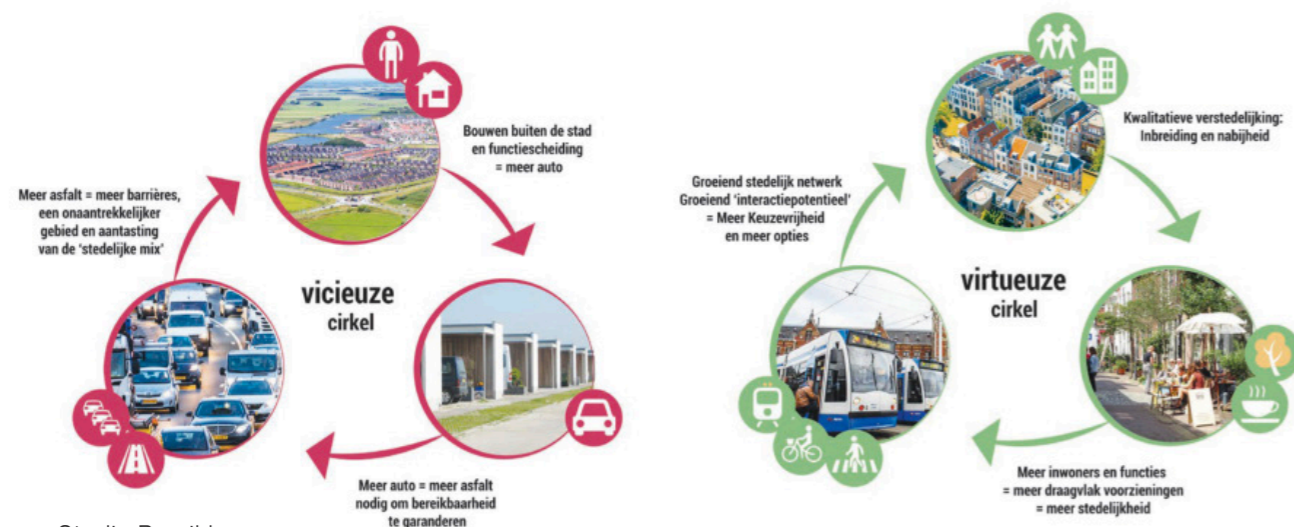 Bouwen buiten de stad
en functiescheiding
= meer auto
Meer asfalt = meer barrières,
een onaantrekkelijker
gebied en aantasting
van de ‘stedelijke mix’
vicieuze
cirkel
Meer auto = meer asfalt
nodig om bereikbaarheid
te garanderen
Kwalitatieve verstedelijking:
Inbreiding en nabijheid
Groeiend stedelijk netwerk
Groeiend ‘interactiepotentieel’
= Meer Keuzevrijheid
en meer opties
virtueuze
cirkel
Meer inwoners en functies
= meer draagvlak voorzieningen
= meer stedelijkheid